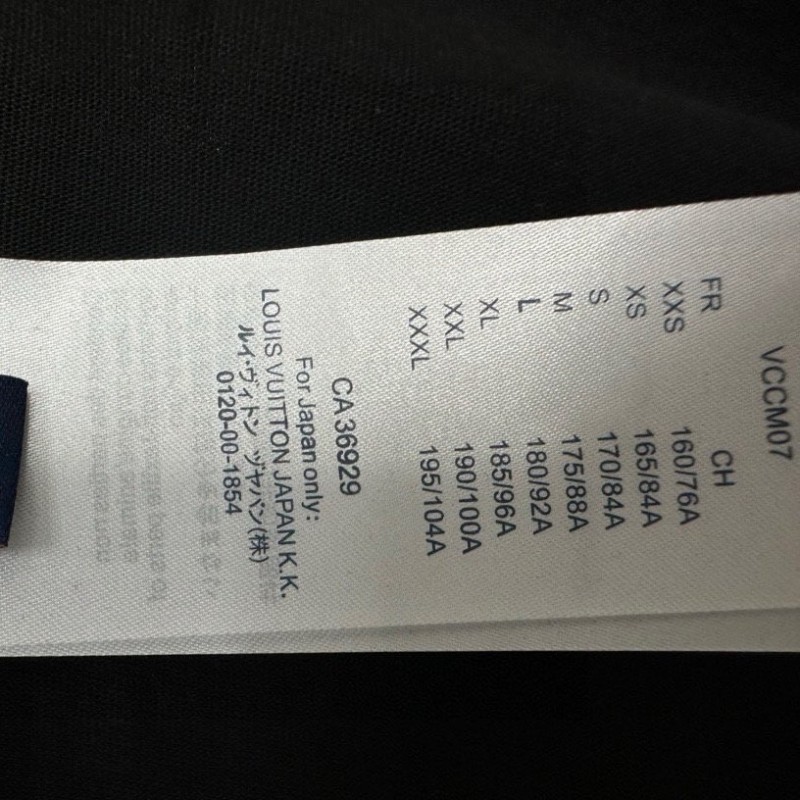 VCCM07
FR CH
XXS 160/76A
XS 165/84A
S 170/84A
M 175/88A
L 180/92A
XL 185/96A
XXL 190/100A
XXXL 195/104A
CA36929
For Japan only:
LOUIS VUITTON JAPAN K.K.
ルイ・ヴィトン ジャパン(株)
0120-00-1854